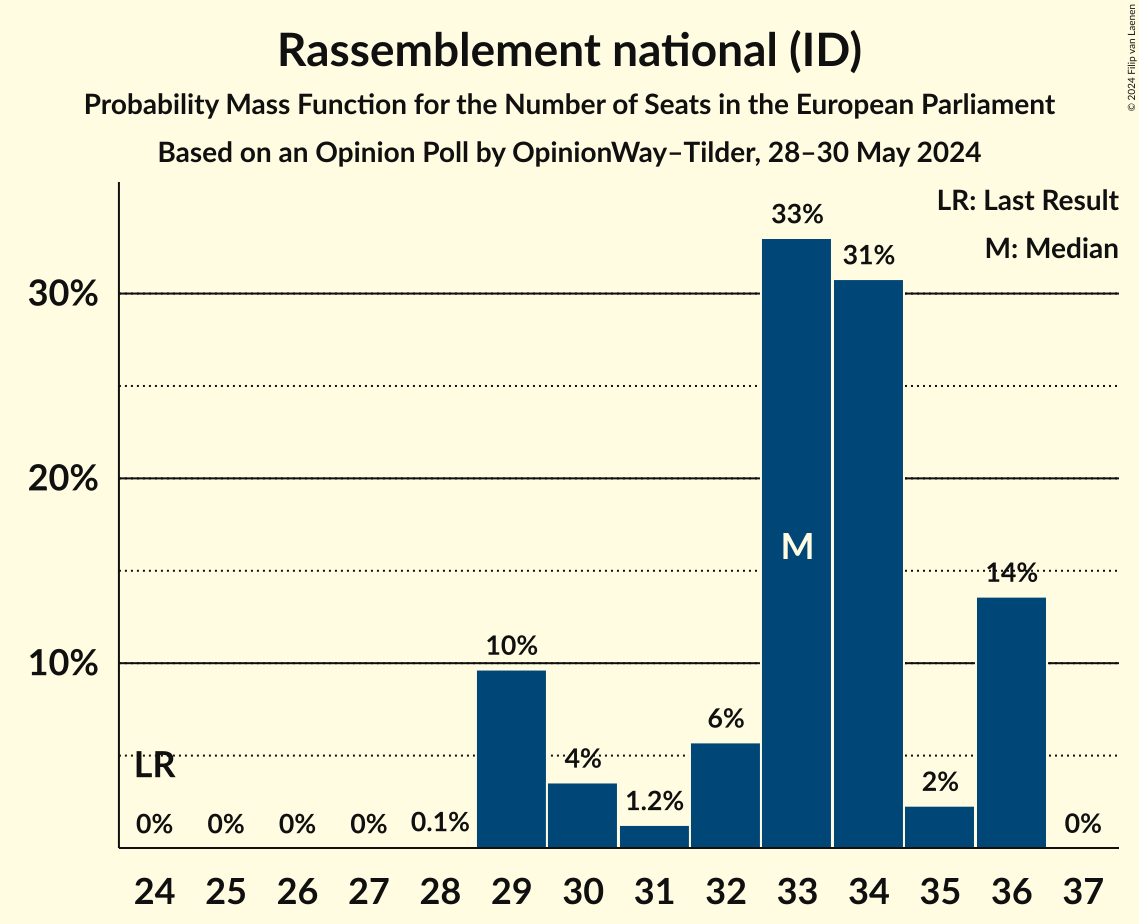 Rassemblement national (ID)
Probability Mass Function for the Number of Seats in the European Parliament
Based on an Opinion Poll by OpinionWay–Tilder, 28–30 May 2024
© 2024 Filip van Laenen
LR: Last Result
M: Median
33%
31%
30%
20%
M
14%
10%
10%
6%
LR
4%
2%
1.2%
0%
0%
0%
0%
0.1%
0%
24 25 26 27 28 29 30 31 32 33 34 35 36 37